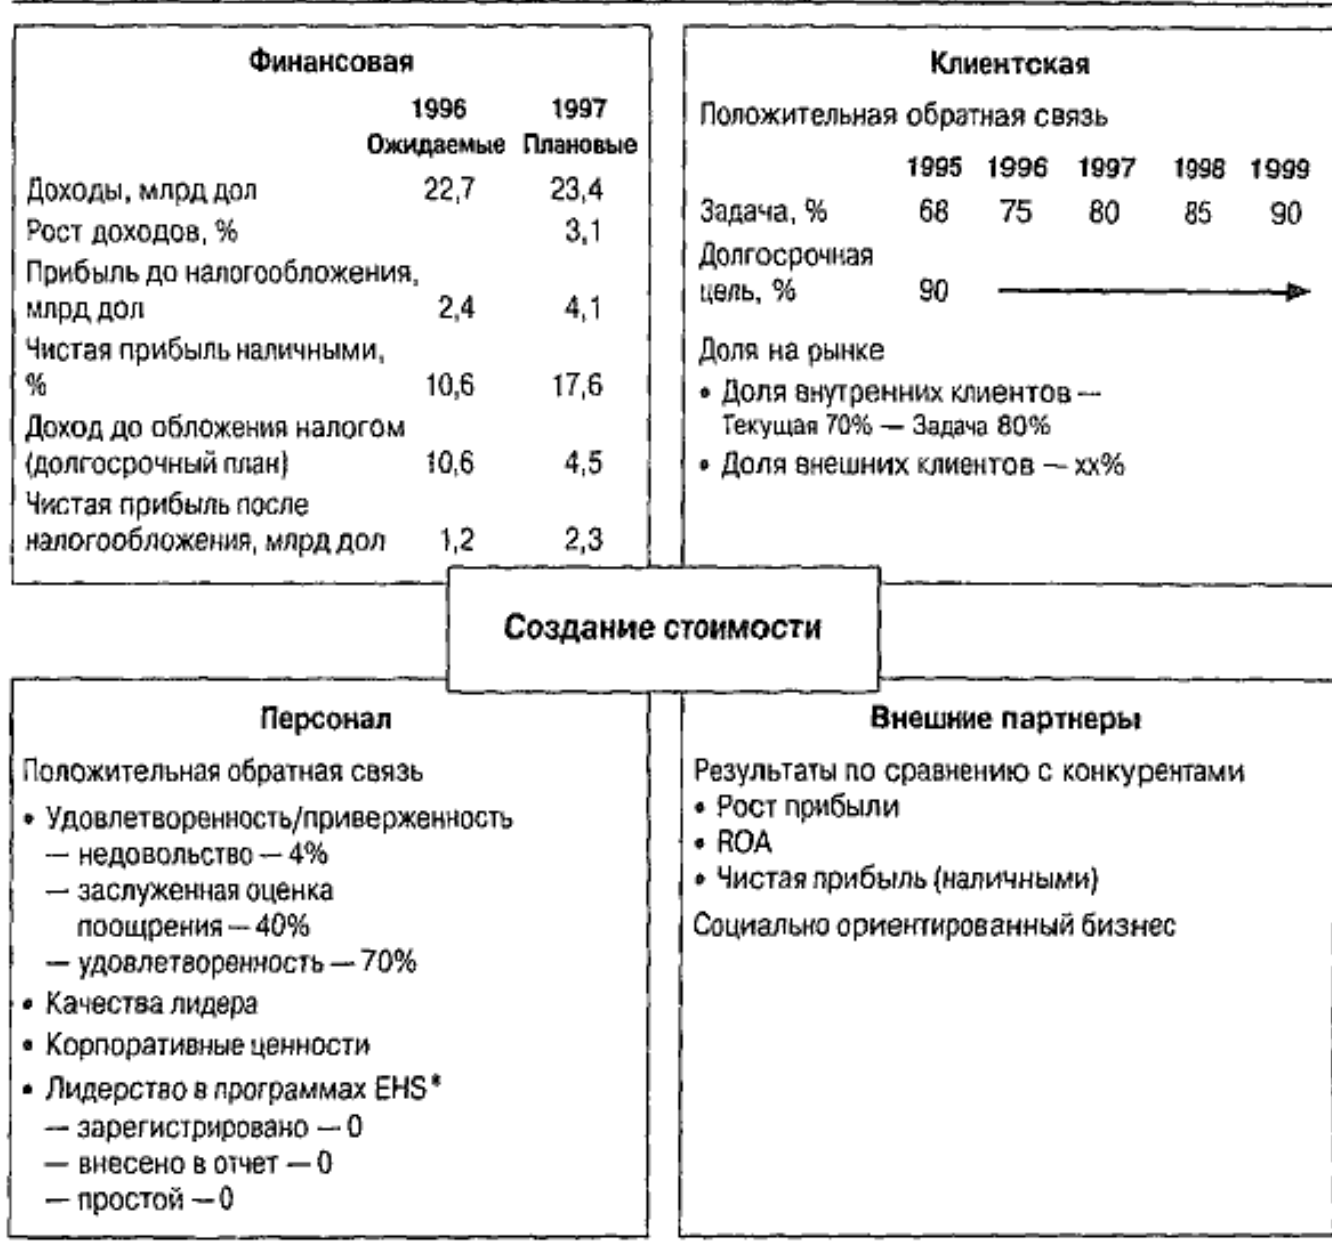 Финансовая
1996 1997
Ожидаемые Плановые
Доходы, млрд дол 22,7 23,4
Рост доходов, % 3,1
Прибыль до налогообложения,
млрд дол 2,4 4,1
Чистая прибыль наличными,
% 10,6 17,6
Доход до обложения налогом
(долгосрочный план) 10,6 4,5
Чистая прибыль после
налогообложения, млрд дол 1,2 2,3
Клиентская
Положительная обратная связь
1995 1996 1997 1998 1999
Задача, % 68 75 80 85 90
Долгосрочная
цель, % 90
Доля на рынке
• Доля внутренних клиентов —
Текущая 70% — Задача 80%
• Доля внешних клиентов — xx%
Создание стоимости
Персонал
Положительная обратная связь
• Удовлетворенность/приверженность
— недовольство — 4%
— заслуженная оценка
поощрения — 40%
— удовлетворенность — 70%
• Качества лидера
• Корпоративные ценности
• Лидерство в программах EHS*
— зарегистрировано — 0
— внесено в отчет — 0
— простой — 0
Внешние партнеры
Результаты по сравнению с конкурентами
• Рост прибыли
• ROA
• Чистая прибыль (наличными)
Социально ориентированный бизнес